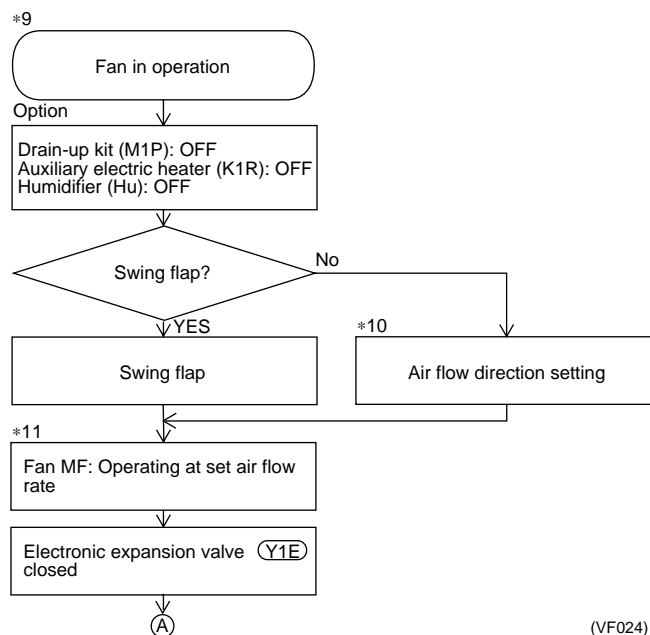 *9
Fan in operation
Option
Drain-up kit (M1P): OFF
Auxiliary electric heater (K1R): OFF
Humidifier (Hu): OFF
Swing flap?
No
YES
*10
Swing flap
Air flow direction setting
*11
Fan MF: Operating at set air flow
rate
Electronic expansion valve Y1E
closed
A
(VF024)